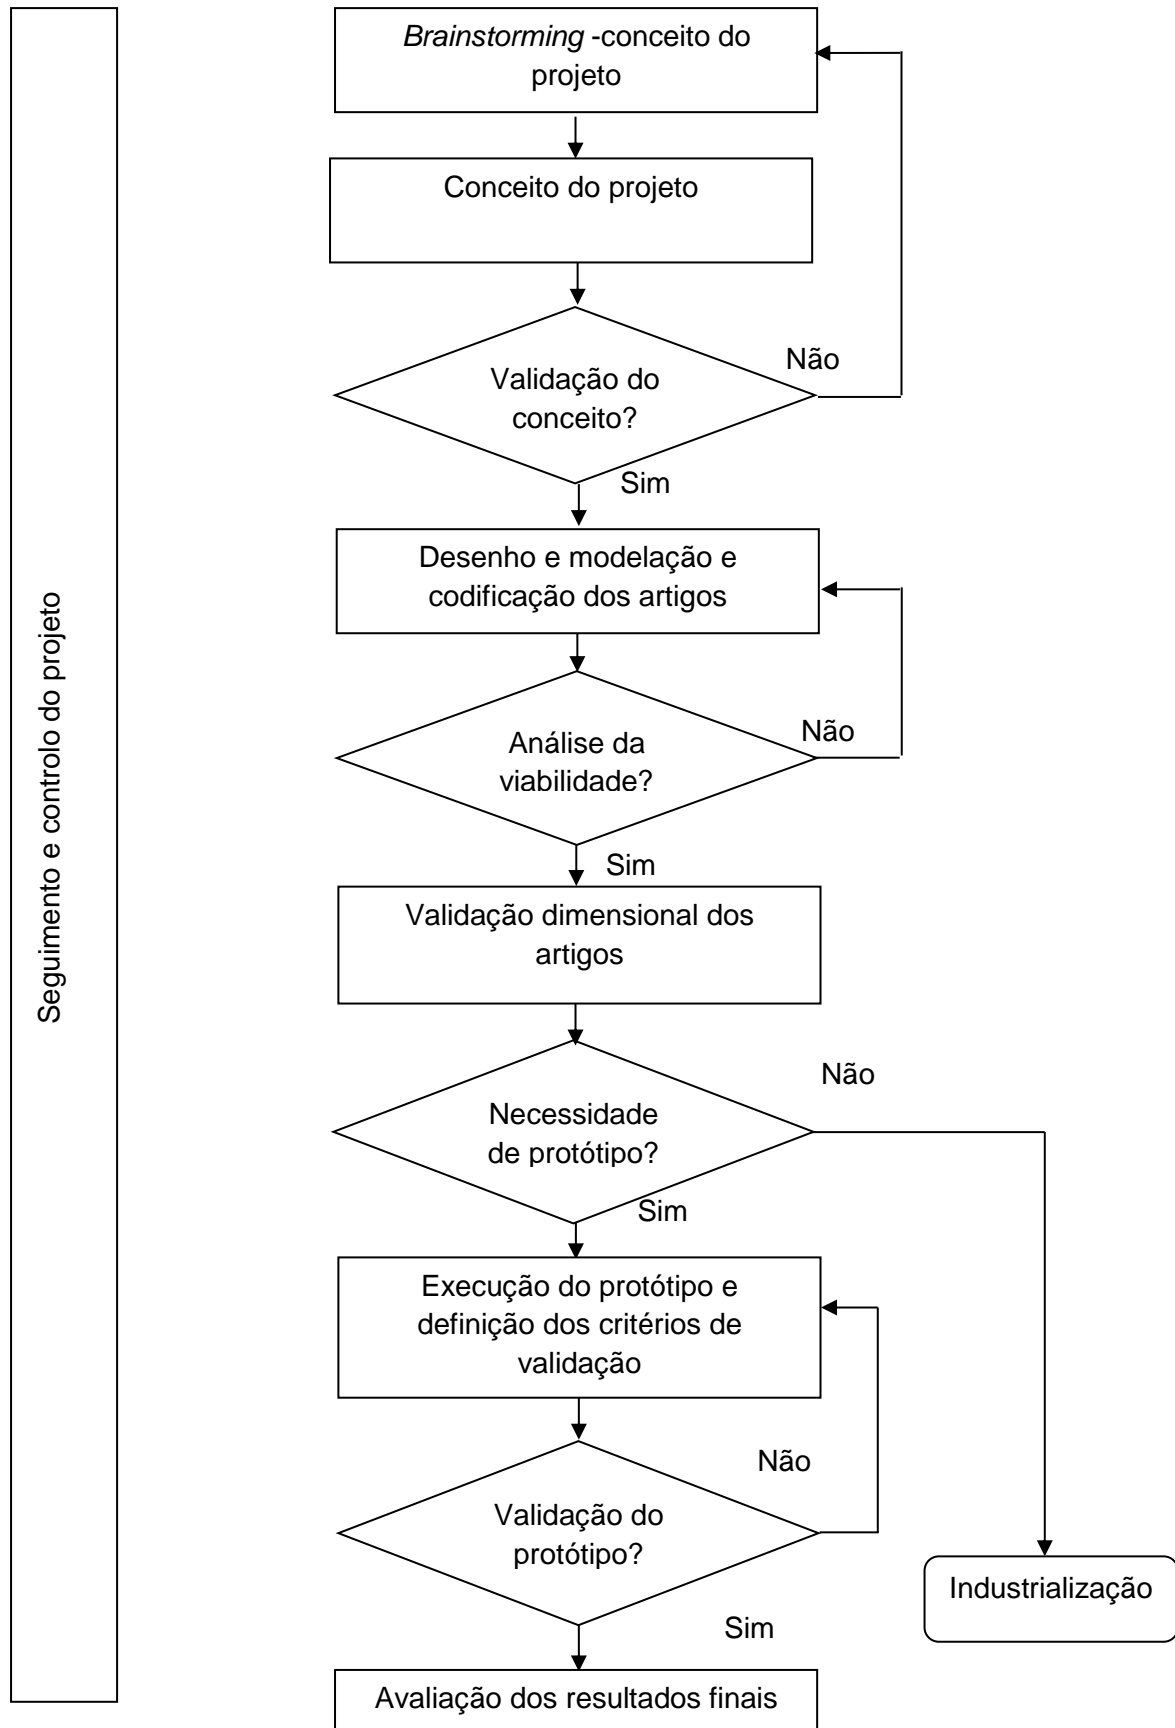 Brainstorming -conceito do
projeto
Conceito do projeto
Não
Validação do
conceito?
Sim
Desenho e modelação e
codificação dos artigos
Não
Análise da
viabilidade?
Sim
Validação dimensional dos
artigos
Não
Necessidade
de protótipo?
Sim
Execução do protótipo e
definição dos critérios de
validação
Não
Validação do
protótipo?
Industrialização
Sim
Avaliação dos resultados finais
Seguimento e controlo do projeto